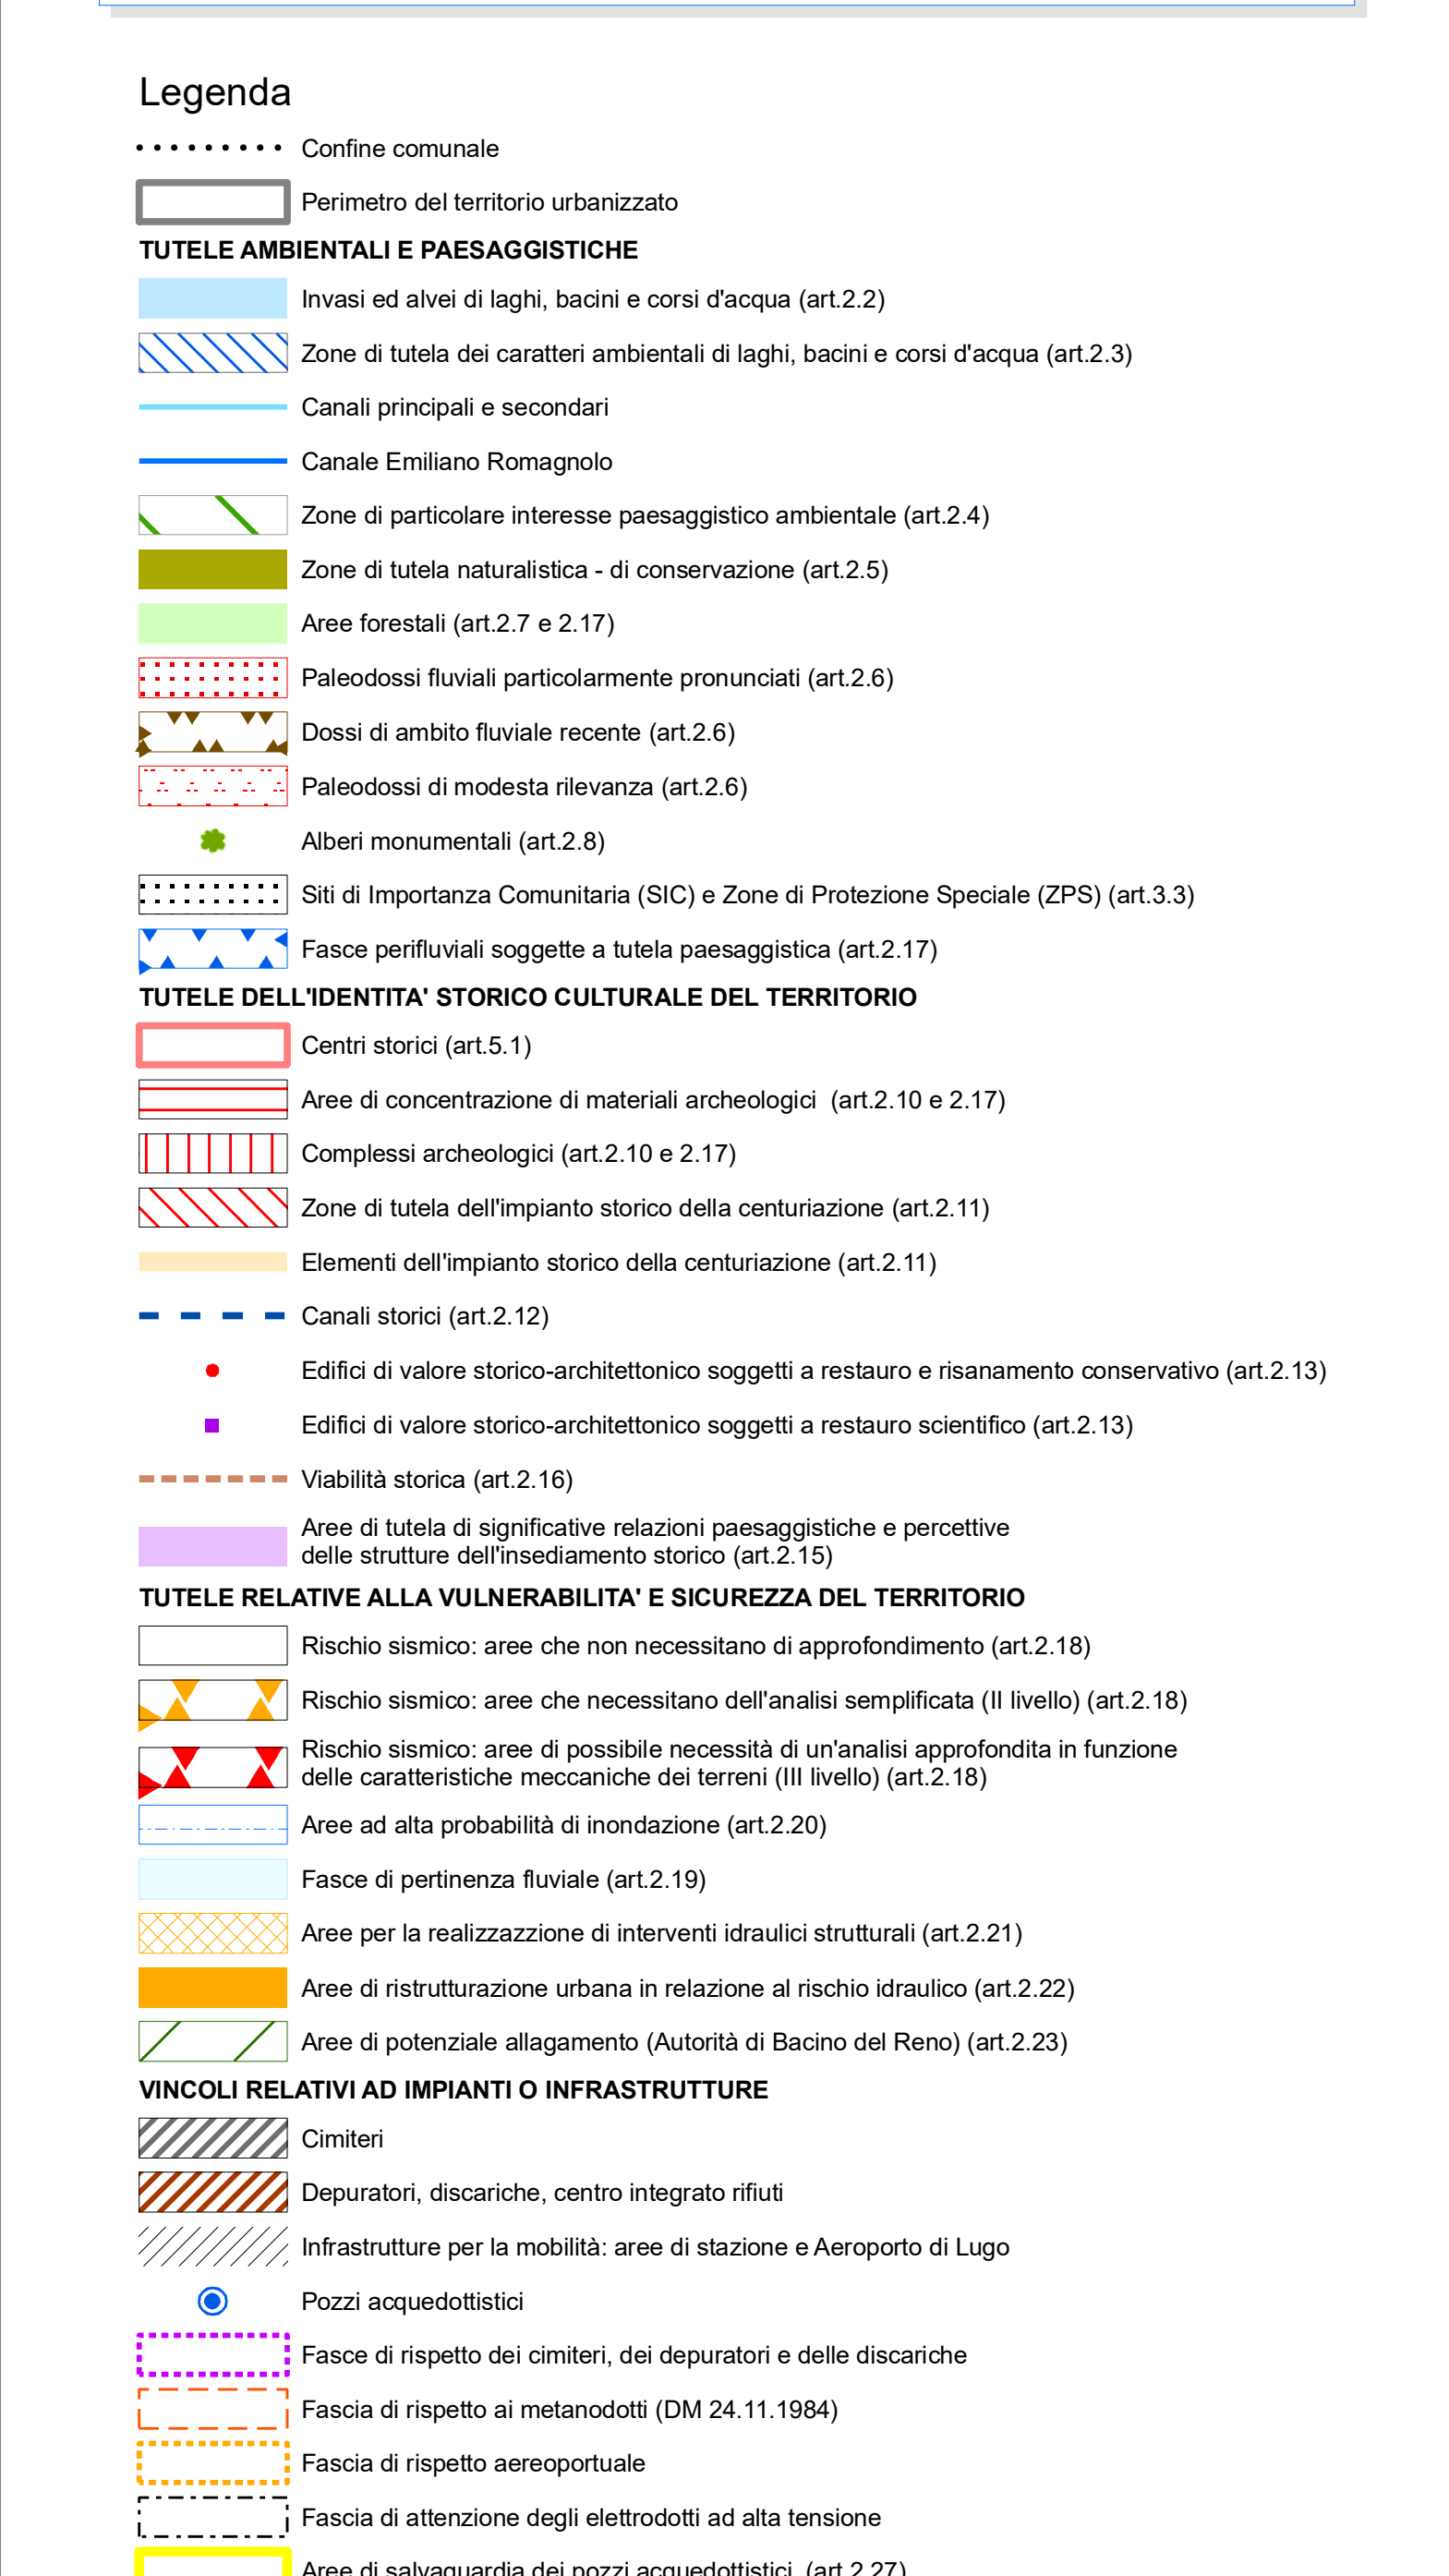 Legenda
Confine comunale
Perimetro del territorio urbanizzato
TUTELE AMBIENTALI E PAESAGGISTICHE
Invasi ed alvei di laghi, bacini e corsi d'acqua (art.2.2)
Zone di tutela dei caratteri ambientali di laghi, bacini e corsi d'acqua (art.2.3)
Canali principali e secondari
Canale Emiliano Romagnolo
Zone di particolare interesse paesaggistico ambientale (art.2.4)
Zone di tutela naturalistica - di conservazione (art.2.5)
Aree forestali (art.2.7 e 2.17)
Paleodossi fluviali particolarmente pronunciati (art.2.6)
Dossi di ambito fluviale recente (art.2.6)
Paleodossi di modesta rilevanza (art.2.6)
Alberi monumentali (art.2.8)
Siti di Importanza Comunitaria (SIC) e Zone di Protezione Speciale (ZPS) (art.3.3)
Fasce perifluviali soggette a tutela paesaggistica (art.2.17)
TUTELE DELL'IDENTITA' STORICO CULTURALE DEL TERRITORIO
Centri storici (art.5.1)
Aree di concentrazione di materiali archeologici (art.2.10 e 2.17)
Complessi archeologici (art.2.10 e 2.17)
Zone di tutela dell'impianto storico della centuriazione (art.2.11)
Elementi dell'impianto storico della centuriazione (art.2.11)
Canali storici (art.2.12)
Edifici di valore storico-architettonico soggetti a restauro e risanamento conservativo (art.2.13)
Edifici di valore storico-architettonico soggetti a restauro scientifico (art.2.13)
Viabilità storica (art.2.16)
Aree di tutela di significative relazioni paesaggistiche e percettive
delle strutture dell'insediamento storico (art.2.15)
TUTELE RELATIVE ALLA VULNERABILITA' E SICUREZZA DEL TERRITORIO
Rischio sismico: aree che non necessitano di approfondimento (art.2.18)
Rischio sismico: aree che necessitano dell'analisi semplificata (II livello) (art.2.18)
Rischio sismico: aree di possibile necessità di un'analisi approfondita in funzione
delle caratteristiche meccaniche dei terreni (III livello) (art.2.18)
Aree ad alta probabilità di inondazione (art.2.20)
Fasce di pertinenza fluviale (art.2.19)
Aree per la realizzazzione di interventi idraulici strutturali (art.2.21)
Aree di ristrutturazione urbana in relazione al rischio idraulico (art.2.22)
Aree di potenziale allagamento (Autorità di Bacino del Reno) (art.2.23)
VINCOLI RELATIVI AD IMPIANTI O INFRASTRUTTURE
Cimiteri
Depuratori, discariche, centro integrato rifiuti
Infrastrutture per la mobilità: aree di stazione e Aeroporto di Lugo
Pozzi acquedottistici
Fasce di rispetto dei cimiteri, dei depuratori e delle discariche
Fascia di rispetto ai metanodotti (DM 24.11.1984)
Fascia di rispetto aereoportuale
Fascia di attenzione degli elettrodotti ad alta tensione
Aree di salvaguardia dei pozzi acquedottistici (art.2.27)